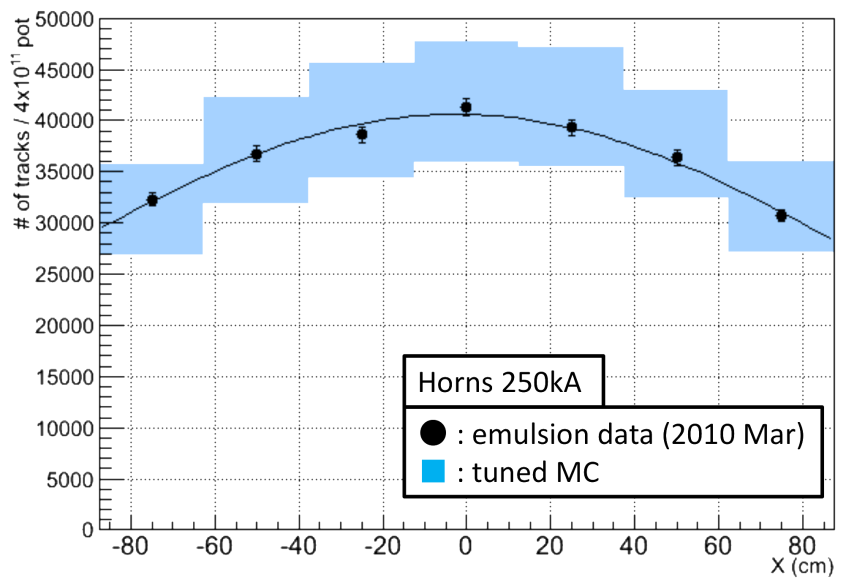 # of tracks / 4x10¹¹ pot
50000
45000
40000
35000
30000
25000
20000
15000
10000
5000
0
Horns 250kA
: emulsion data (2010 Mar)
: tuned MC
-80 -60 -40 -20 0 20 40 60 80
X (cm)